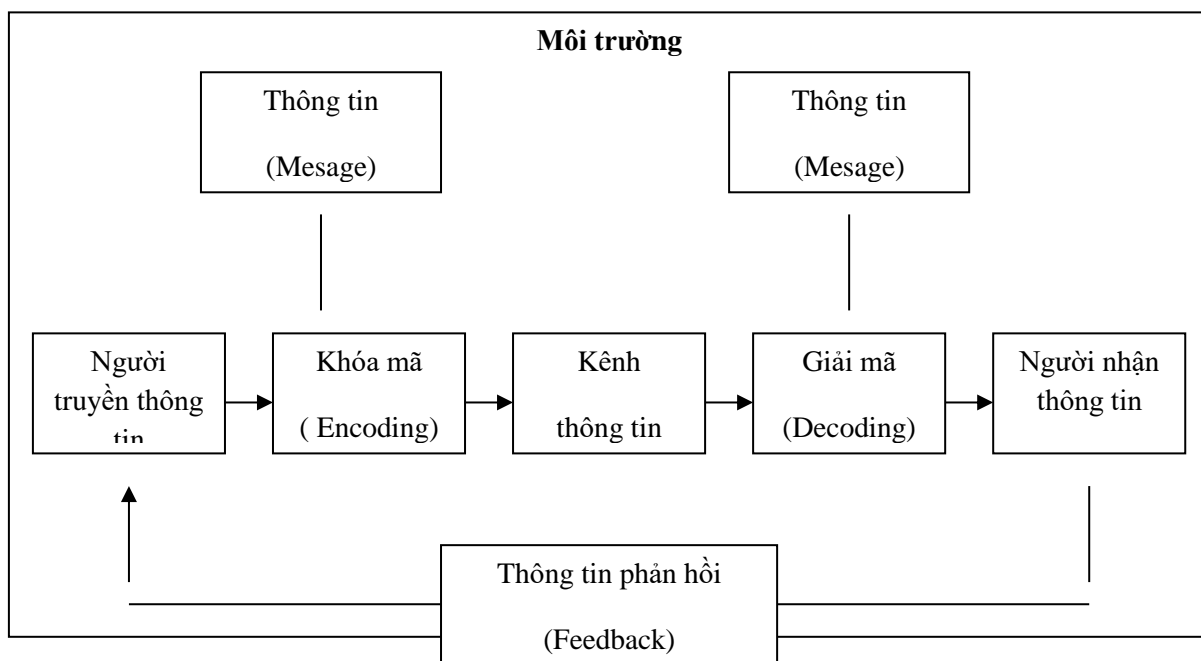 Môi trường
Thông tin
(Mesage)
Thông tin
(Mesage)
Người
truyền thông
tin
Khóa mã
( Encoding)
Kênh
thông tin
Giải mã
(Decoding)
Người nhận
thông tin
Thông tin phản hồi
(Feedback)